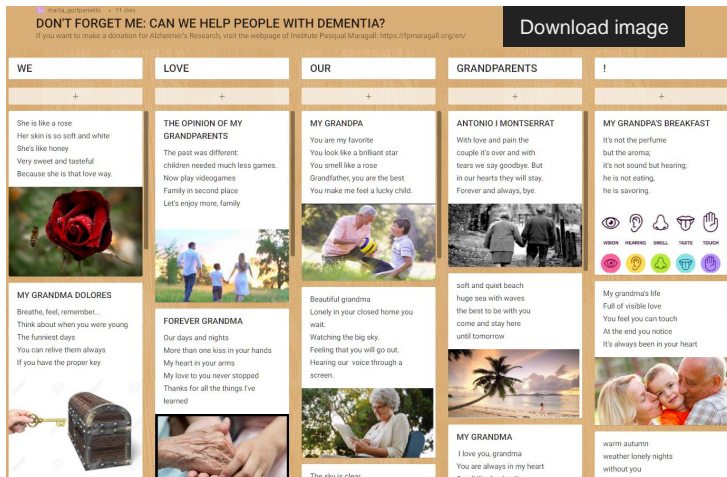 marta_gortpaniello • 11 dies
DON'T FORGET ME: CAN WE HELP PEOPLE WITH DEMENTIA?
If you want to make a donation for Alzheimer's Research, visit the webpage of Institute Pasqual Maragall: https://fpmaragall.org/en/
Download image
WE
+
She is like a rose
Her skin is so soft and white
She's like honey
Very sweet and tasteful
Because she is that love way.
MY GRANDMA DOLORES
Breathe, feel, remember...
Think about when you were young
The funniest days
You can relive them always
If you have the proper key
LOVE
+
THE OPINION OF MY
GRANDPARENTS
The past was different:
children needed much less games.
Now play videogames
Family in second place
Let's enjoy more, family
FOREVER GRANDMA
Our days and nights
More than one kiss in your hands
My heart in your arms
My love to you never stopped
Thanks for all the things I've
learned
OUR
+
MY GRANDPA
You are my favorite
You look like a brilliant star
You smell like a rose
Grandfather, you are the best
You make me feel a lucky child.
Beautiful grandma
Lonely in your closed home you
wait.
Watching the big sky.
Feeling that you will go out.
Hearing our voice through a
screen.
The sky is clear
GRANDPARENTS
+
ANTONIO I MONTSERRAT
With love and pain the
couple it's over and with
tears we say goodbye. But
in our hearts they will stay.
Forever and always, bye.
soft and quiet beach
huge sea with waves
the best to be with you
come and stay here
until tomorrow
MY GRANDMA
I love you, grandma
You are always in my heart
!
+
MY GRANDPA'S BREAKFAST
It's not the perfume
but the aroma;
it's not sound but hearing;
he is not eating,
he is savoring.
VISION HEARING SMELL TASTE TOUCH
My grandma's life
Full of visible love
You feel you can touch
At the end you notice
It's always been in your heart
warm autumn
weather lonely nights
without you